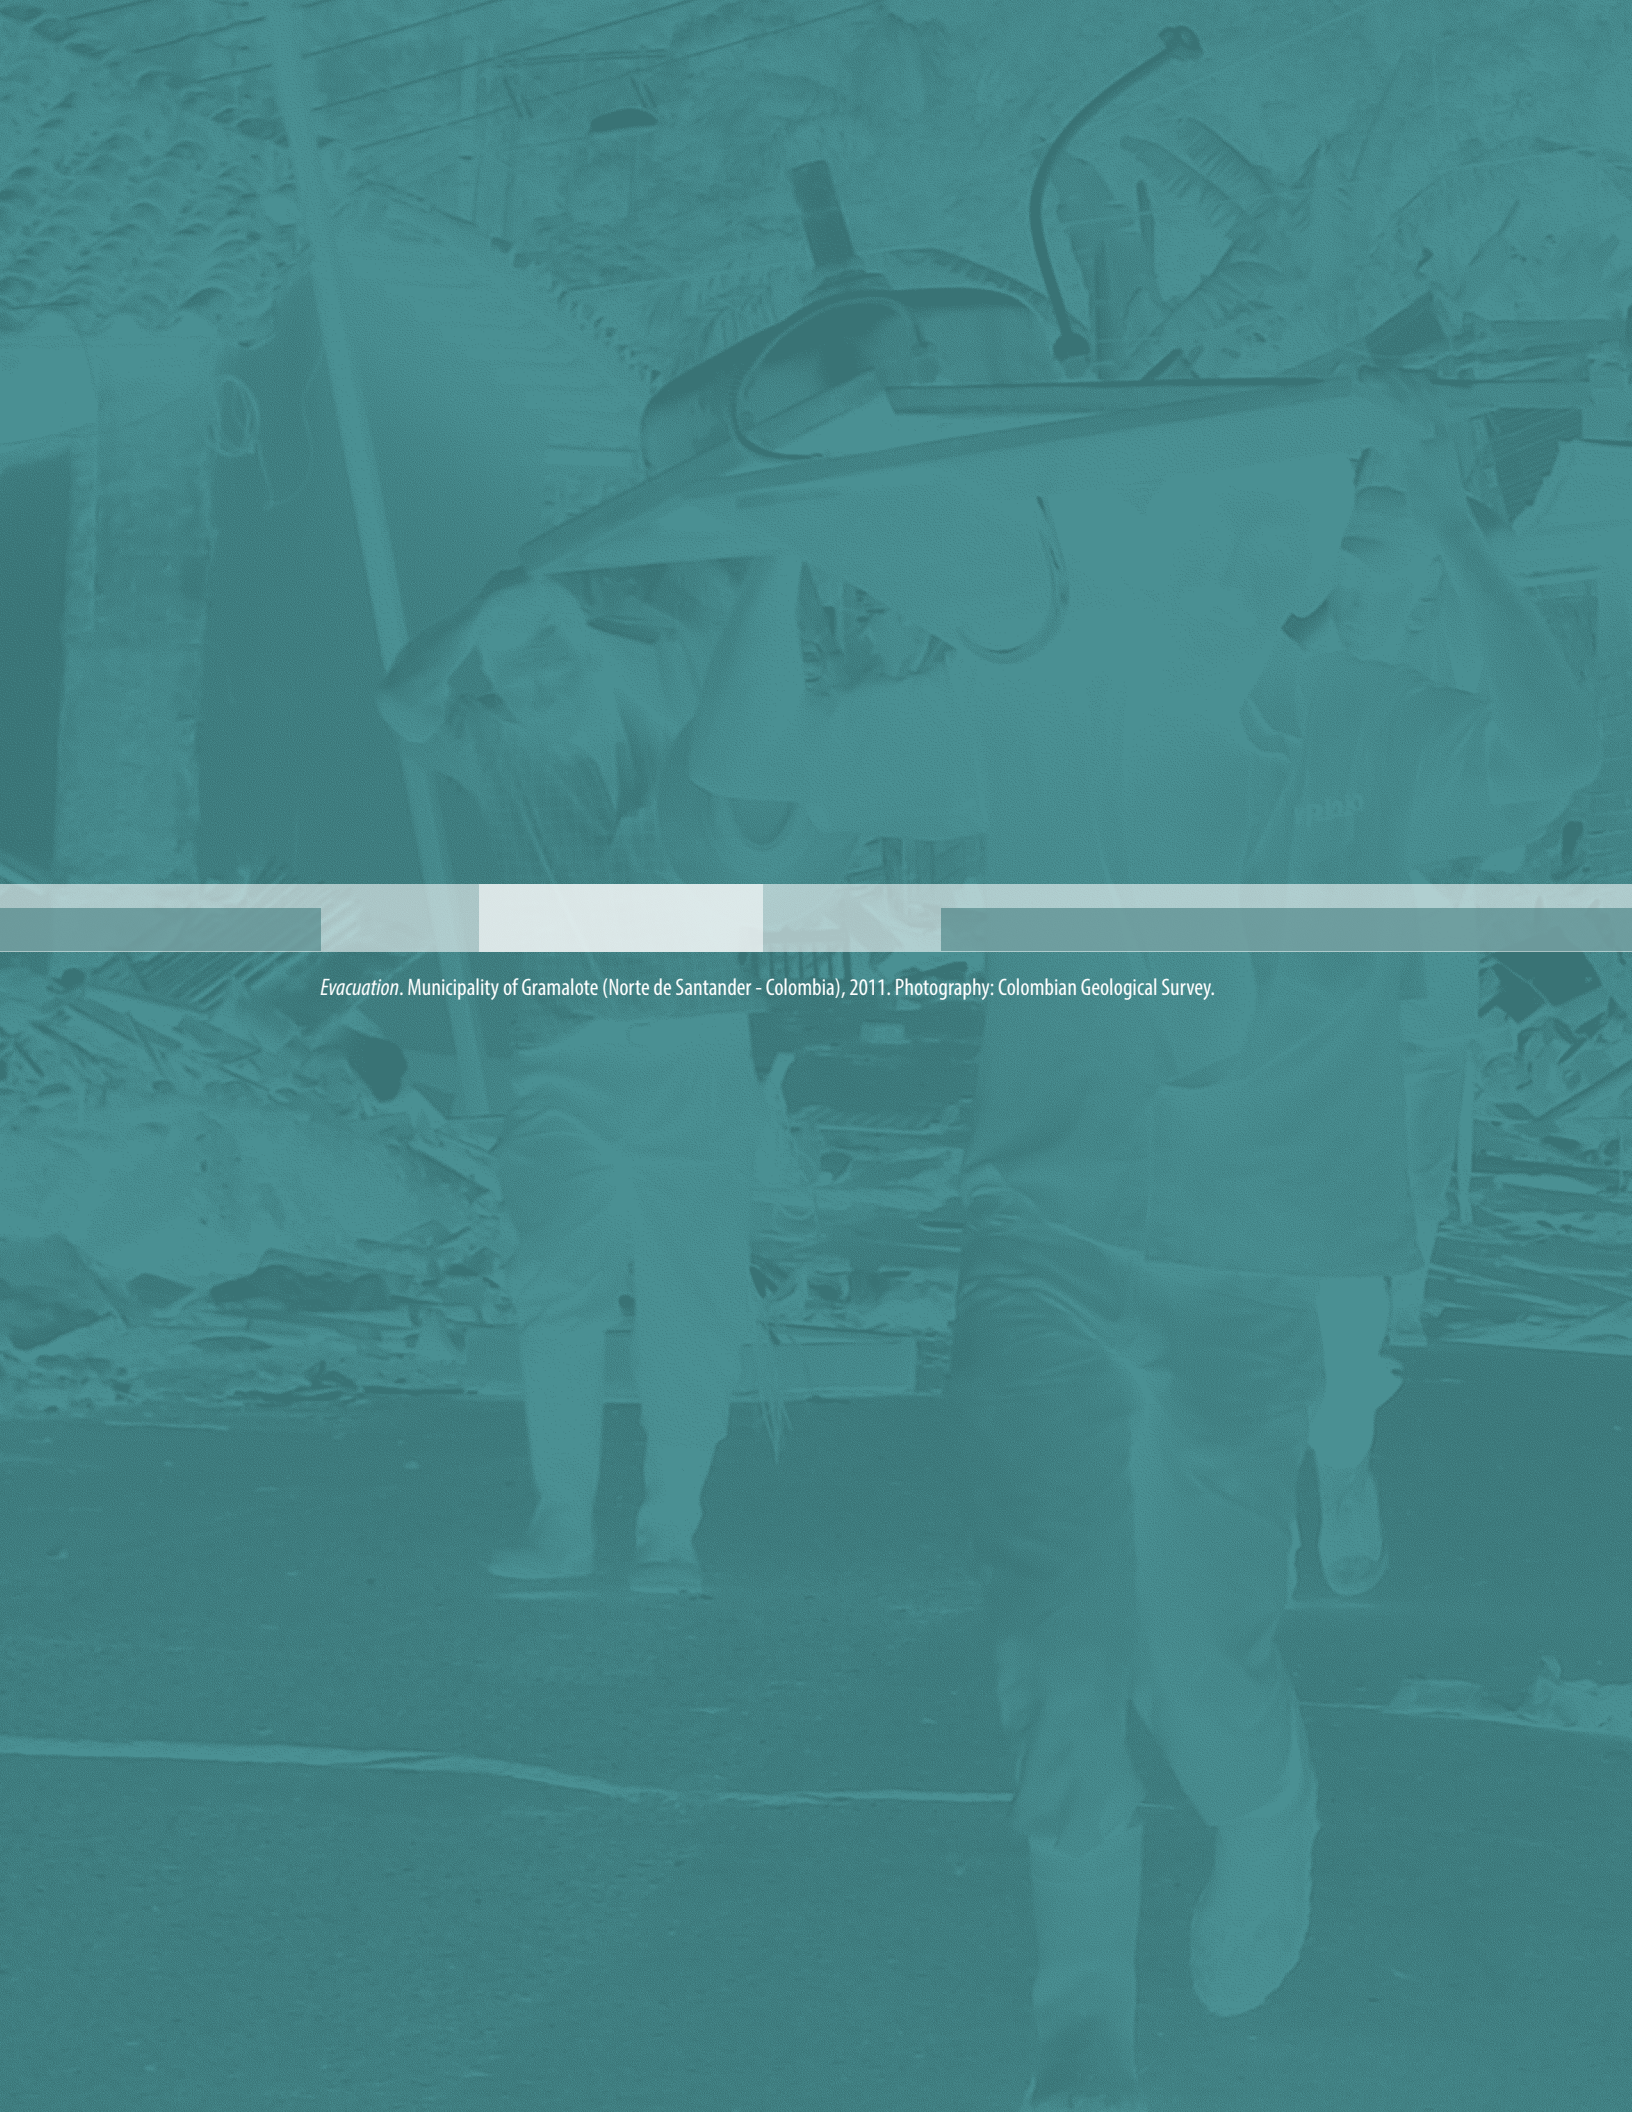 Evacuation. Municipality of Gramalote (Norte de Santander - Colombia), 2011. Photography: Colombian Geological Survey.